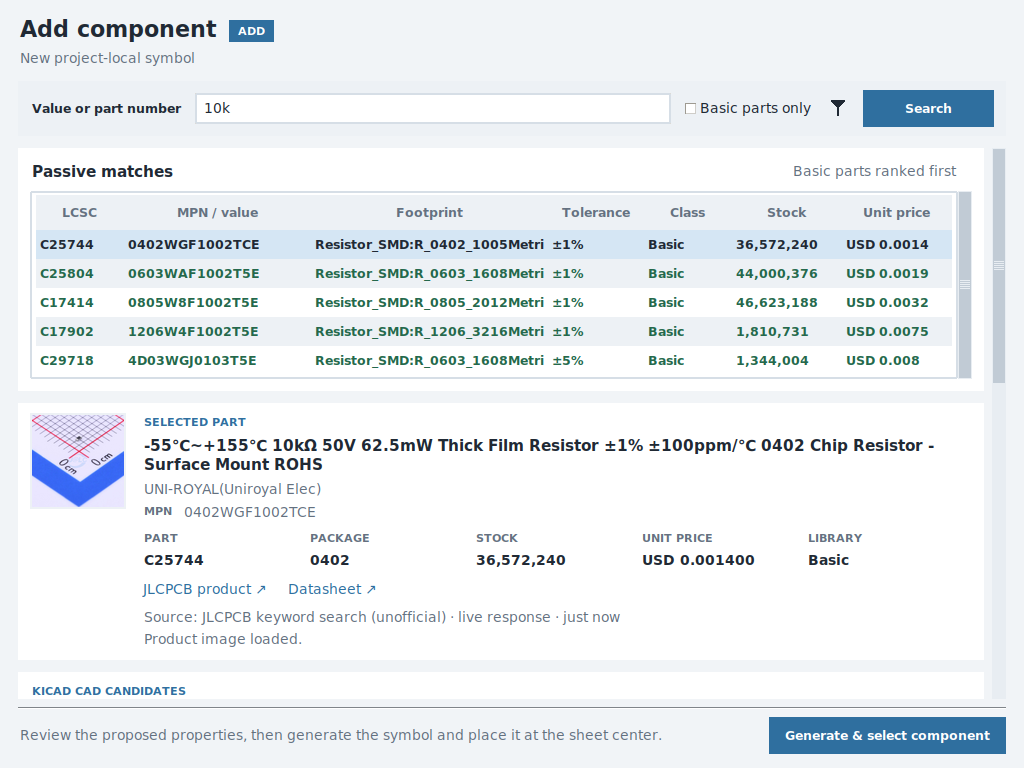 Add component ADD
New project-local symbol
Value or part number 10k Basic parts only Search
Passive matches Basic parts ranked first
LCSC MPN / value Footprint Tolerance Class Stock Unit price
C25744 0402WGF1002TCE Resistor_SMD:R_0402_1005Metri ±1% Basic 36,572,240 USD 0.0014
C25804 0603WAF1002T5E Resistor_SMD:R_0603_1608Metri ±1% Basic 44,000,376 USD 0.0019
C17414 0805W8F1002T5E Resistor_SMD:R_0805_2012Metri ±1% Basic 46,623,188 USD 0.0032
C17902 1206W4F1002T5E Resistor_SMD:R_1206_3216Metri ±1% Basic 1,810,731 USD 0.0075
C29718 4D03WGJ0103T5E Resistor_SMD:R_0603_1608Metri ±5% Basic 1,344,004 USD 0.008
SELECTED PART
-55℃~+155℃ 10kΩ 50V 62.5mW Thick Film Resistor ±1% ±100ppm/℃ 0402 Chip Resistor -
Surface Mount ROHS
0 cm 0 cm
UNI-ROYAL(Uniroyal Elec)
MPN 0402WGF1002TCE
PART PACKAGE STOCK UNIT PRICE LIBRARY
C25744 0402 36,572,240 USD 0.001400 Basic
JLCPCB product ↗ Datasheet ↗
Source: JLCPCB keyword search (unofficial) · live response · just now
Product image loaded.
KICAD CAD CANDIDATES
Review the proposed properties, then generate the symbol and place it at the sheet center. Generate & select component